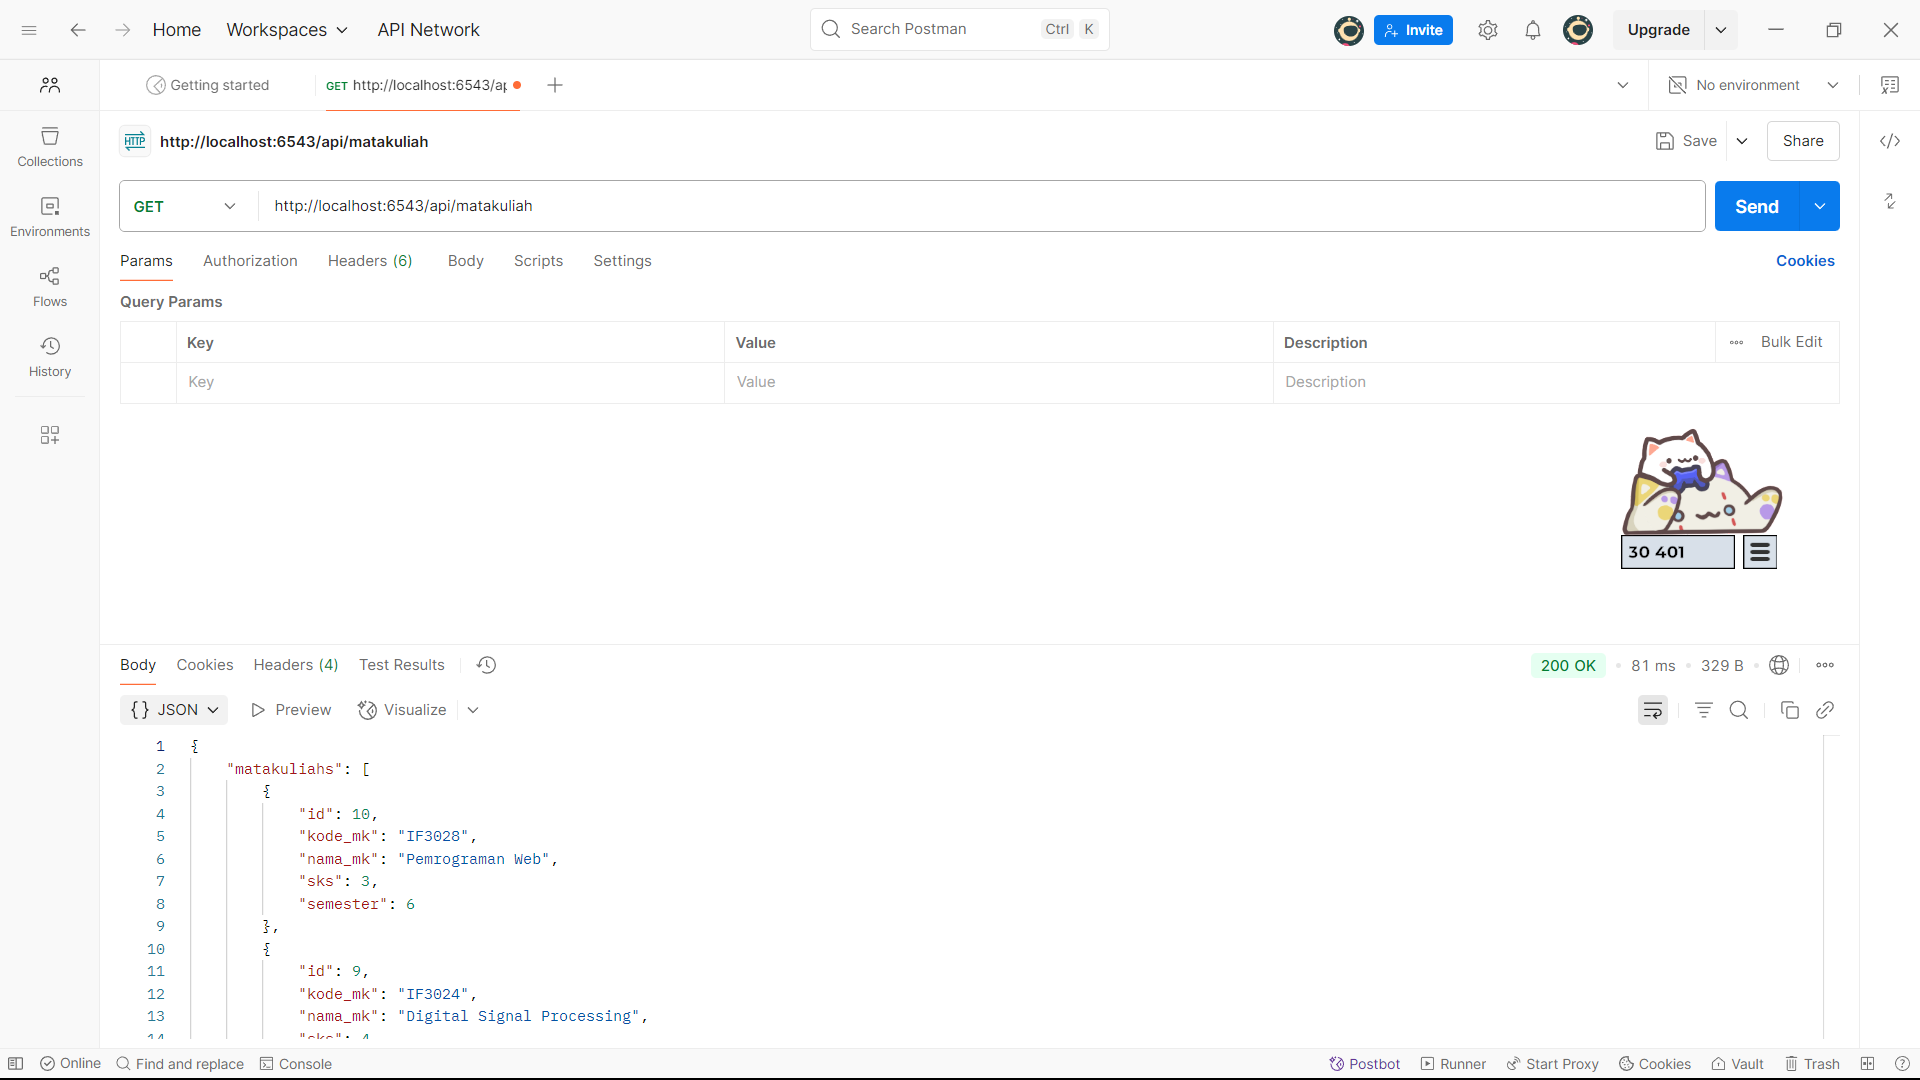 Home Workspaces API Network Search Postman Ctrl K Invite Upgrade
Getting started GET http://localhost:6543/ap No environment
HTTP http://localhost:6543/api/matakuliah Save Share
Collections
Environments
Flows
History
GET http://localhost:6543/api/matakuliah Send
Params Authorization Headers (6) Body Scripts Settings Cookies
Query Params
Key Value Description Bulk Edit
Key Value Description
30 401
Body Cookies Headers (4) Test Results 200 OK 81 ms 329 B
{} JSON Preview Visualize
1 {
2 "matakuliahs": [
3 {
4 "id": 10,
5 "kode_mk": "IF3028",
6 "nama_mk": "Pemrograman Web",
7 "sks": 3,
8 "semester": 6
9 },
10 {
11 "id": 9,
12 "kode_mk": "IF3024",
13 "nama_mk": "Digital Signal Processing",
14 "sks": 4
Online Find and replace Console Postbot Runner Start Proxy Cookies Vault Trash